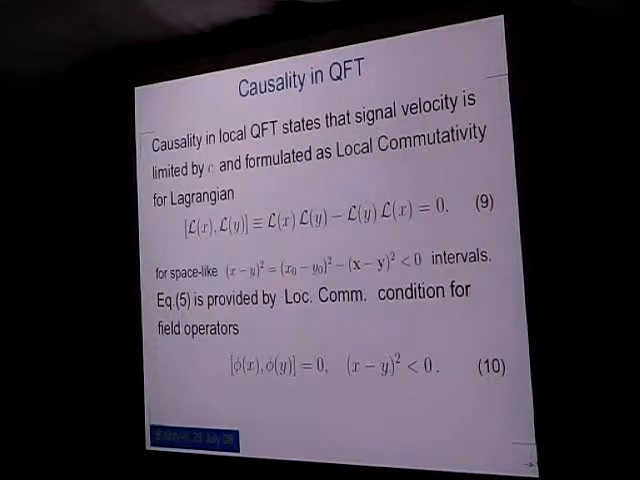 Causality in QFT
Causality in local QFT states that signal velocity is
limited by c and formulated as Local Commutativity
for Lagrangian
[ℒ(x), ℒ(y)] ≡ ℒ(x) ℒ(y) − ℒ(y) ℒ(x) = 0. (9)
for space-like (x − y)² = (x₀ − y₀)² − (x − y)² < 0 intervals.
Eq.(5) is provided by Loc. Comm. condition for
field operators
[ϕ(x), ϕ(y)] = 0, (x − y)² < 0. (10)
July 08